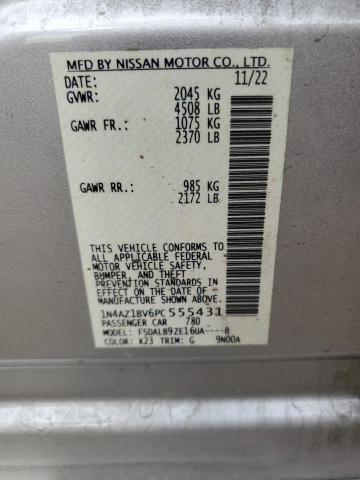 MFD BY NISSAN MOTOR CO., LTD.
DATE: 11/22
GVWR: 2045 KG
4508 LB
GAWR FR.: 1075 KG
2370 LB
GAWR RR.: 985 KG
2172 LB
THIS VEHICLE CONFORMS TO
ALL APPLICABLE FEDERAL
MOTOR VEHICLE SAFETY,
BUMPER, AND THEFT
PREVENTION STANDARDS IN
EFFECT ON THE DATE OF
MANUFACTURE SHOWN ABOVE.
1N4AZ1BV6PC555431
PASSENGER CAR 780
MODEL: FSDALB9ZE16UA----B
COLOR: K23 TRIM: G 9N00A